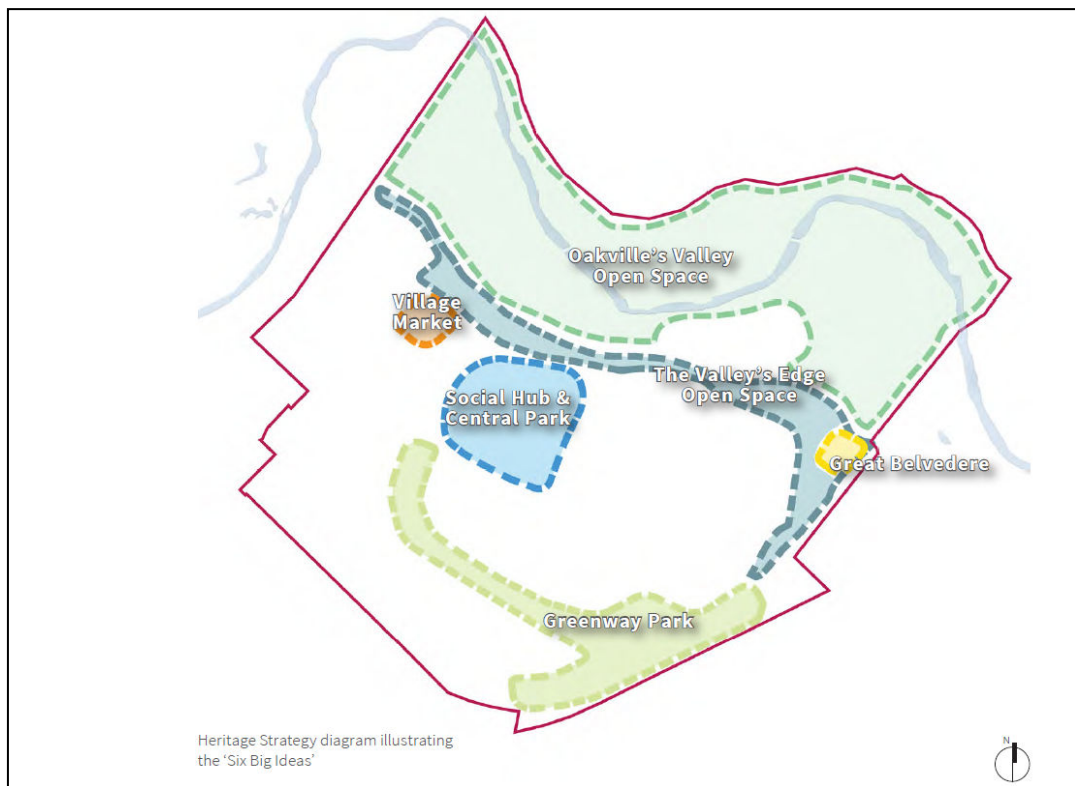 Oakville's Valley
Open Space
Village
Market
The Valley's Edge
Open Space
Social Hub &
Central Park
Great Belvedere
Greenway Park
Heritage Strategy diagram illustrating
the 'Six Big Ideas'
N